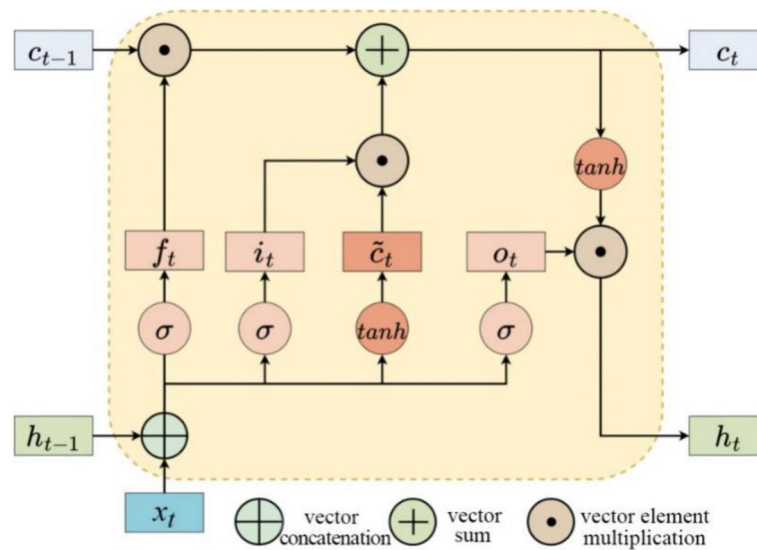 c_{t-1}
c_t
tanh
f_t
i_t
c̃_t
o_t
σ
σ
tanh
σ
h_{t-1}
h_t
x_t
vector
concatenation
vector
sum
vector element
multiplication